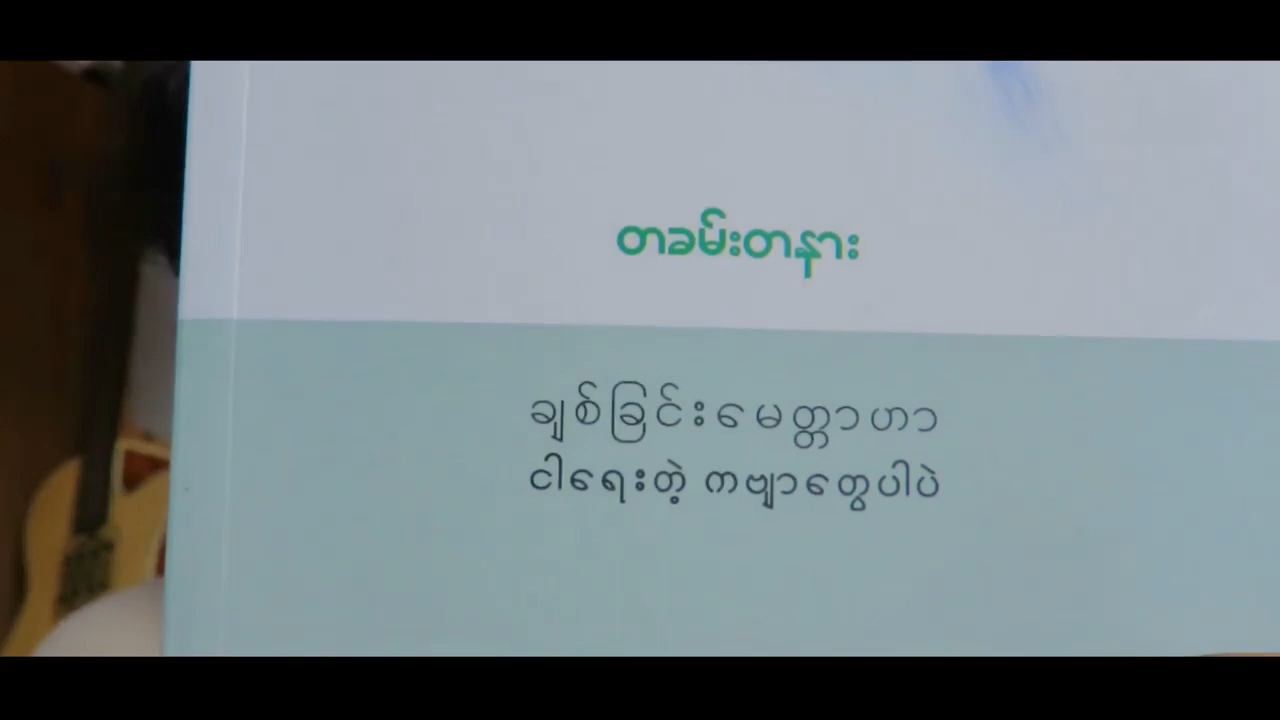 တခမ်းတနား
ချစ်ခြင်းမေတ္တာဟာ
ငါရေးတဲ့ ကဗျာတွေပါပဲ